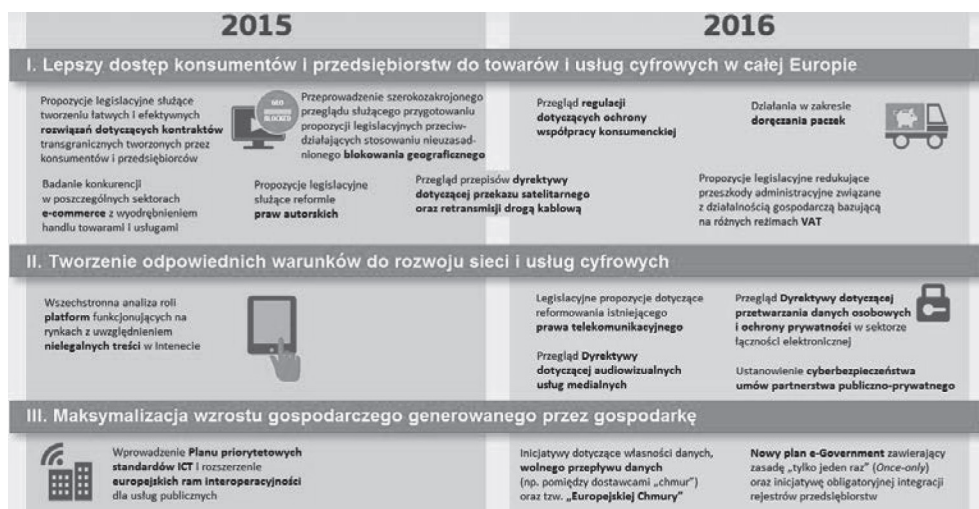 2015
2016
I. Lepszy dostęp konsumentów i przedsiębiorstw do towarów i usług cyfrowych w całej Europie
Propozycje legislacyjne służące
tworzeniu łatwych i efektywnych
rozwiązań dotyczących kontraktów
transgranicznych tworzonych przez
konsumentów i przedsiębiorców
GEO
BLOCKED
Przeprowadzenie szerokozakrojonego
przeglądu służącego przygotowaniu
propozycji legislacyjnych przeciw-
działających stosowaniu nieuzasad-
nionego blokowania geograficznego
Przegląd regulacji
dotyczących ochrony
współpracy konsumenckiej
Działania w zakresie
doręczania paczek
Badanie konkurencji
w poszczególnych sektorach
e-commerce z wyodrębnieniem
handlu towarami i usługami
Propozycje legislacyjne
służące reformie
praw autorskich
Przegląd przepisów dyrektywy
dotyczącej przekazu satelitarnego
oraz retransmisji drogą kablową
Propozycje legislacyjne redukujące
przeszkody administracyjne związane
z działalnością gospodarczą bazującą
na różnych reżimach VAT
II. Tworzenie odpowiednich warunków do rozwoju sieci i usług cyfrowych
Wszechstronna analiza roli
platform funkcjonujących na
rynkach z uwzględnieniem
nielegalnych treści w Intenecie
Legislacyjne propozycje dotyczące
reformowania istniejącego
prawa telekomunikacyjnego
Przegląd Dyrektywy dotyczącej
przetwarzania danych osobowych
i ochrony prywatności w sektorze
łączności elektronicznej
Przegląd Dyrektywy
dotyczącej audiowizualnych
usług medialnych
Ustanowienie cyberbezpieczeństwa
umów partnerstwa publiczno-prywatnego
III. Maksymalizacja wzrostu gospodarczego generowanego przez gospodarkę
Wprowadzenie Planu priorytetowych
standardów ICT i rozszerzenie
europejskich ram interoperacyjności
dla usług publicznych
Inicjatywy dotyczące własności danych,
wolnego przepływu danych
(np. pomiędzy dostawcami „chmur”)
oraz tzw. „Europejskiej Chmury”
Nowy plan e-Government zawierający
zasadę „tylko jeden raz” (Once-only)
oraz inicjatywę obligatoryjnej integracji
rejestrów przedsiębiorstw